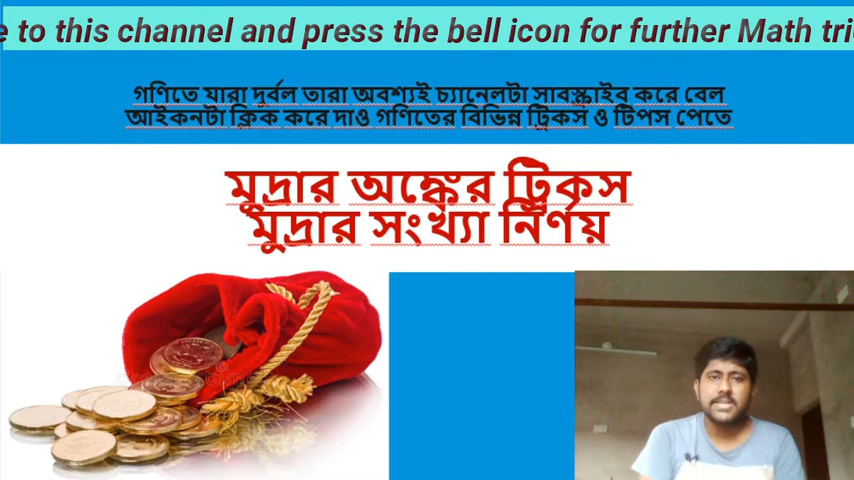 to this channel and press the bell icon for further Math
গণিতে যারা দুর্বল তারা অবশ্যই চ্যানেলটা সাবস্ক্রাইব করে বেল
আইকনটা ক্লিক করে দাও গণিতের বিভিন্ন ট্রিকস ও টিপস পেতে
মুদ্রার অঙ্কের ট্রিকস
মুদ্রার সংখ্যা নির্ণয়